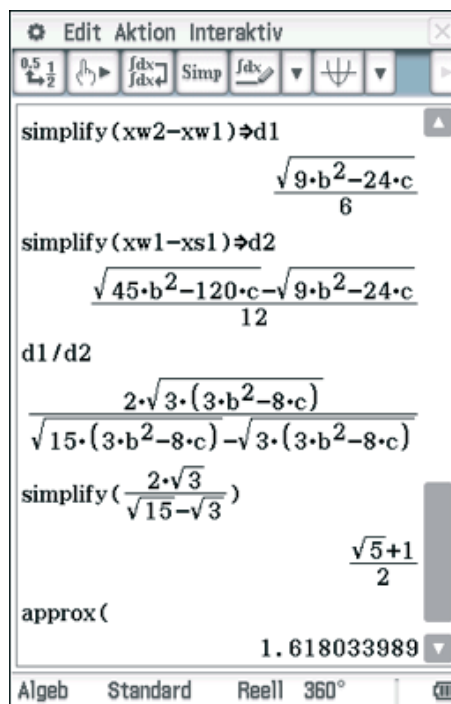 Edit Aktion Interaktiv
0,5 1/2 ∫dx ∫dx Simp ∫dx
simplify(xw2-xw1)⇒d1
√(9·b²-24·c)/6
simplify(xw1-xs1)⇒d2
(√(45·b²-120·c)-√(9·b²-24·c))/12
d1/d2
2·√(3·(3·b²-8·c))/(√(15·(3·b²-8·c))-√(3·(3·b²-8·c)))
simplify(2·√3/(√15-√3))
(√5+1)/2
approx(
1.618033989
Algeb Standard Reell 360°